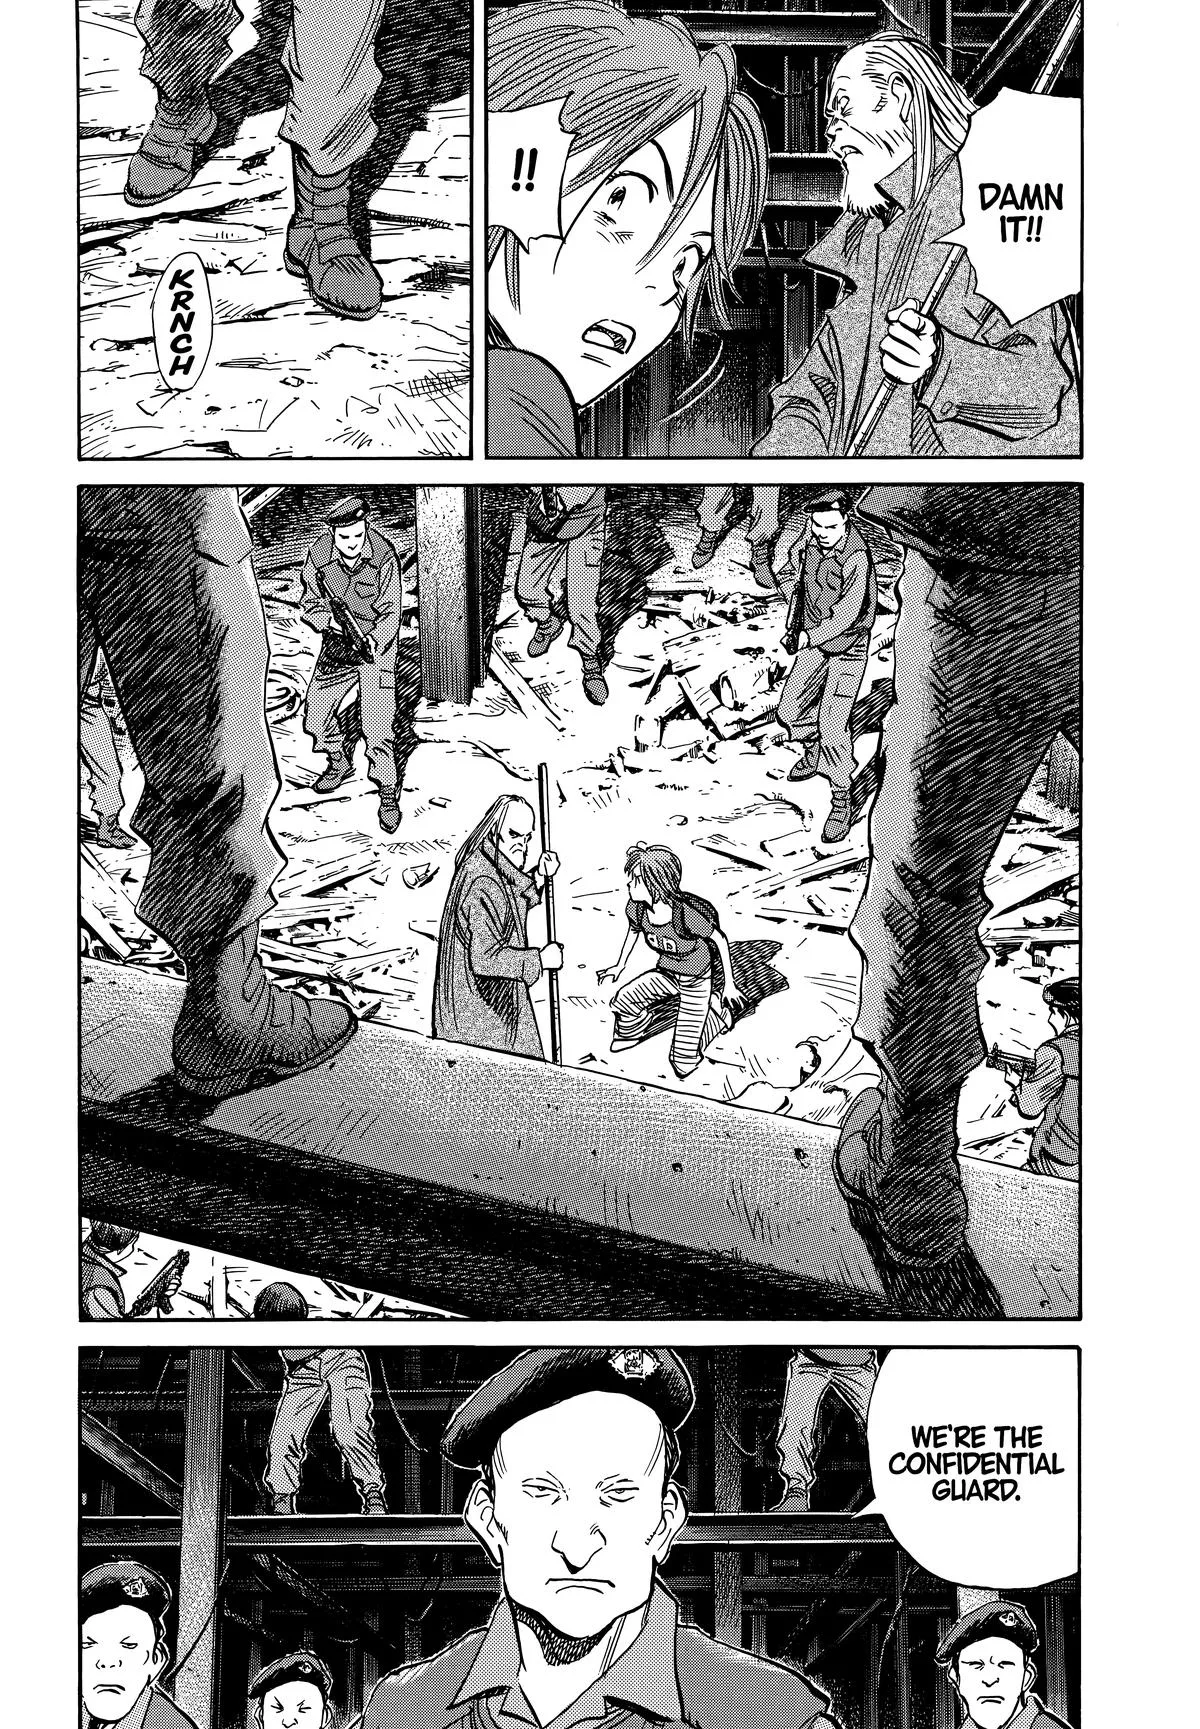 DAMN
IT!!
!!
KRNCH
WE'RE THE
CONFIDENTIAL
GUARD.